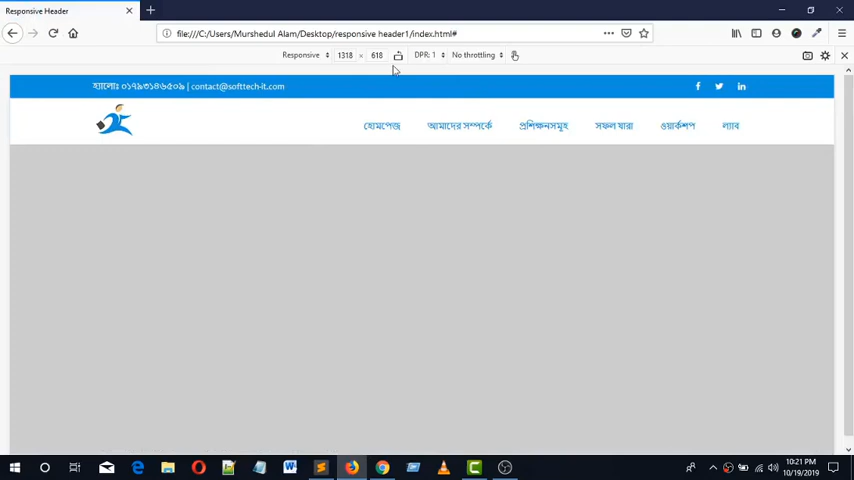 Responsive Header
file:///C:/Users/Murshedul Alam/Desktop/responsive header1/index.html#
Responsive 1318 × 618 DPR: 1 No throttling
হ্যালোঃ ০১৭৯৩১৪৬৫০৯ | contact@softtech-it.com
হোমপেজ আমাদের সম্পর্কে প্রশিক্ষনসমূহ সফল যারা ওয়ার্কশপ ল্যাব
10:21 PM
10/19/2019